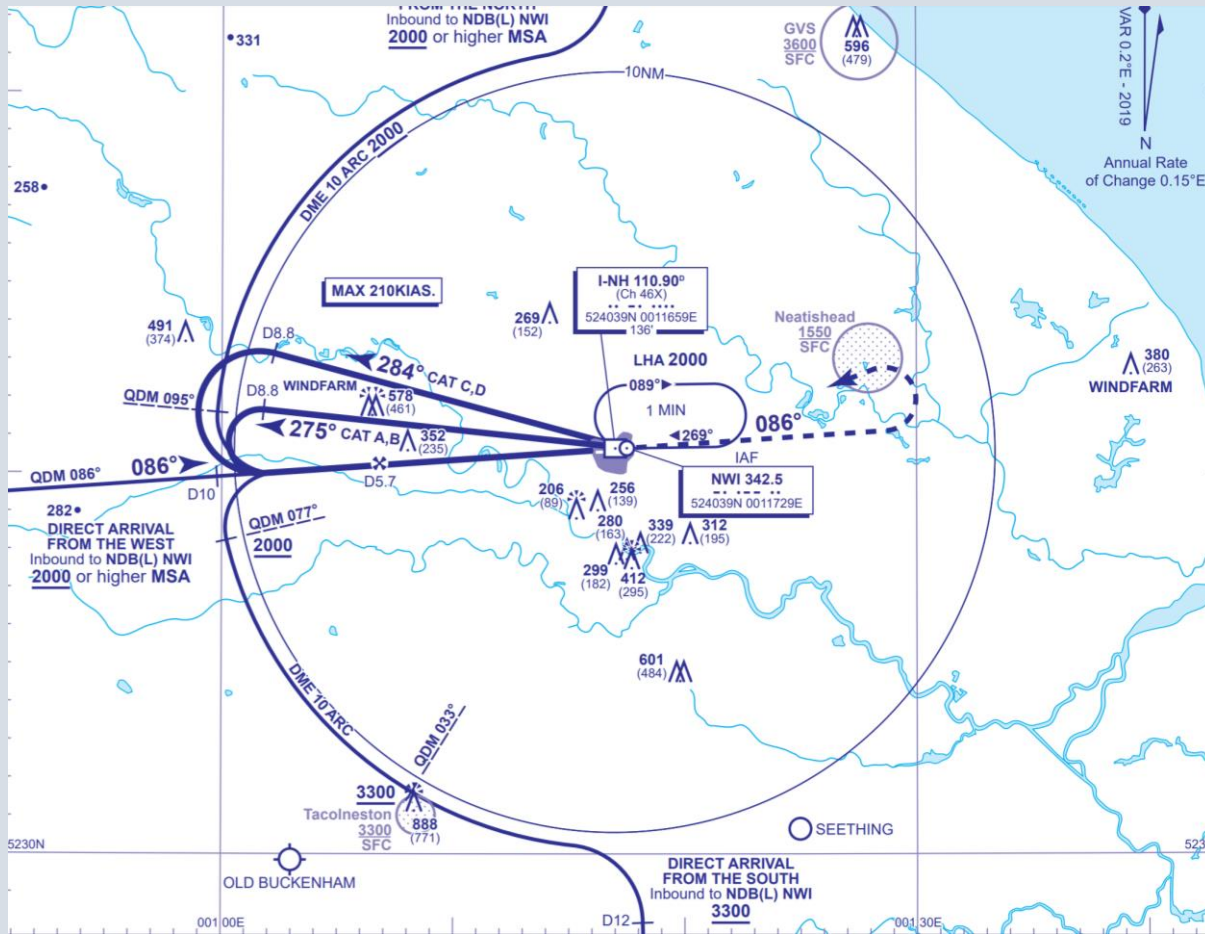 FROM THE NORTH
Inbound to NDB(L) NWI
2000 or higher MSA
331
258
GVS
3600
SFC
596
(479)
VAR 0.2°E - 2019
N
Annual Rate
of Change 0.15°E
10NM
DME 10 ARC 2000
MAX 210KIAS.
I-NH 110.90ᴰ
(Ch 46X)
524039N 0011659E
136'
269
(152)
491
(374)
D8.8
284° CAT C,D
LHA 2000
089°
1 MIN
269°
Neatishead
1550
SFC
380
(263)
WINDFARM
WINDFARM
578
(461)
D8.8
QDM 095°
275° CAT A,B
352
(235)
086°
IAF
QDM 086°
086°
D10
D5.7
NWI 342.5
524039N 0011729E
282
DIRECT ARRIVAL
FROM THE WEST
Inbound to NDB(L) NWI
2000 or higher MSA
QDM 077°
2000
206
(89)
256
(139)
280
(163)
339
(222)
312
(195)
299
(182)
412
(295)
601
(484)
DME 10 ARC
QDM 033°
3300
Tacolneston
3300
SFC
888
(771)
SEETHING
5230N
523
OLD BUCKENHAM
DIRECT ARRIVAL
FROM THE SOUTH
Inbound to NDB(L) NWI
3300
D12
001 00E
001 30E